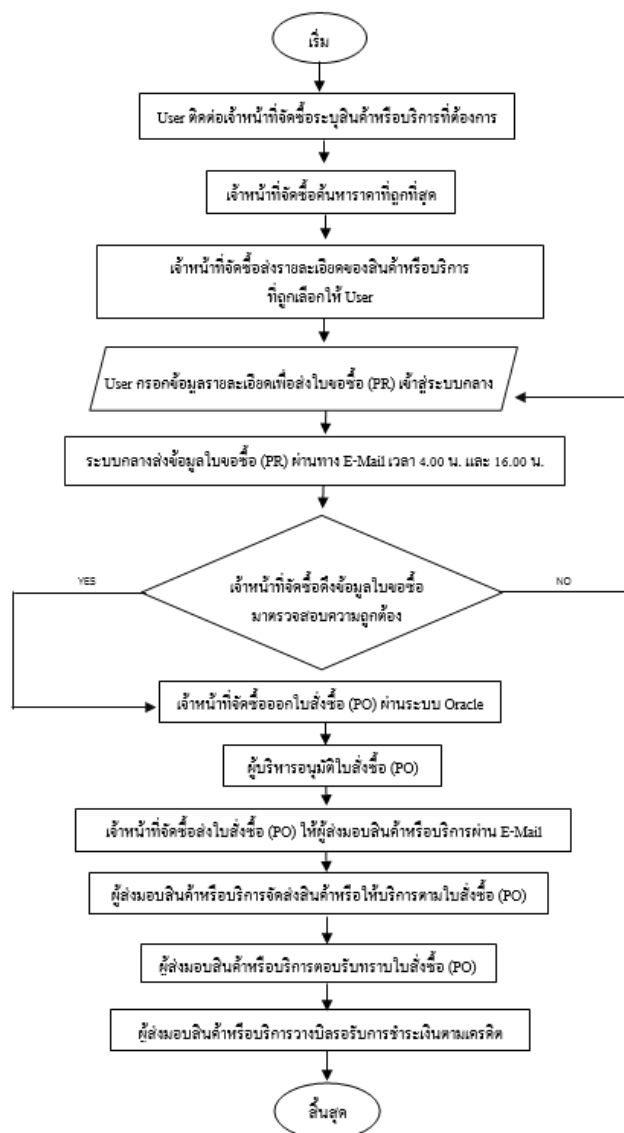 เริ่ม
User ติดต่อเจ้าหน้าที่จัดซื้อระบุสินค้าหรือบริการที่ต้องการ
เจ้าหน้าที่จัดซื้อค้นหาราคาที่ถูกที่สุด
เจ้าหน้าที่จัดซื้อส่งรายละเอียดของสินค้าหรือบริการ
ที่ถูกเลือกให้ User
User กรอกข้อมูลรายละเอียดเพื่อส่งใบขอซื้อ (PR) เข้าสู่ระบบกลาง
ระบบกลางส่งข้อมูลใบขอซื้อ (PR) ผ่านทาง E-Mail เวลา 4.00 น. และ 16.00 น.
YES
NO
เจ้าหน้าที่จัดซื้อดึงข้อมูลใบขอซื้อ
มาตรวจสอบความถูกต้อง
เจ้าหน้าที่จัดซื้อออกใบสั่งซื้อ (PO) ผ่านระบบ Oracle
ผู้บริหารอนุมัติใบสั่งซื้อ (PO)
เจ้าหน้าที่จัดซื้อส่งใบสั่งซื้อ (PO) ให้ผู้ส่งมอบสินค้าหรือบริการผ่าน E-Mail
ผู้ส่งมอบสินค้าหรือบริการจัดส่งสินค้าหรือให้บริการตามใบสั่งซื้อ (PO)
ผู้ส่งมอบสินค้าหรือบริการตอบรับทราบใบสั่งซื้อ (PO)
ผู้ส่งมอบสินค้าหรือบริการวางบิลรอรับการชำระเงินตามเครดิต
สิ้นสุด